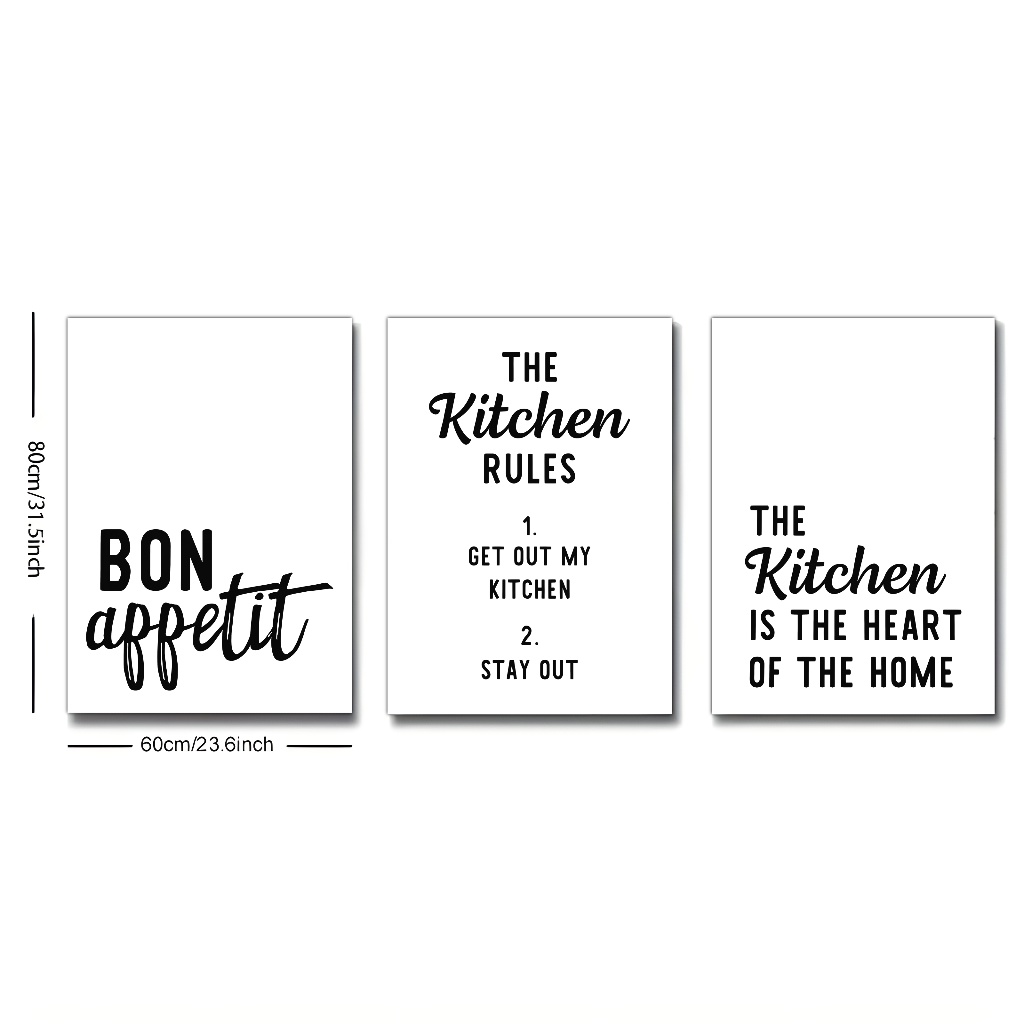 80cm/31.5inch
BON
appetit
60cm/23.6inch
THE
Kitchen
RULES
1.
GET OUT MY
KITCHEN
2.
STAY OUT
THE
Kitchen
IS THE HEART
OF THE HOME